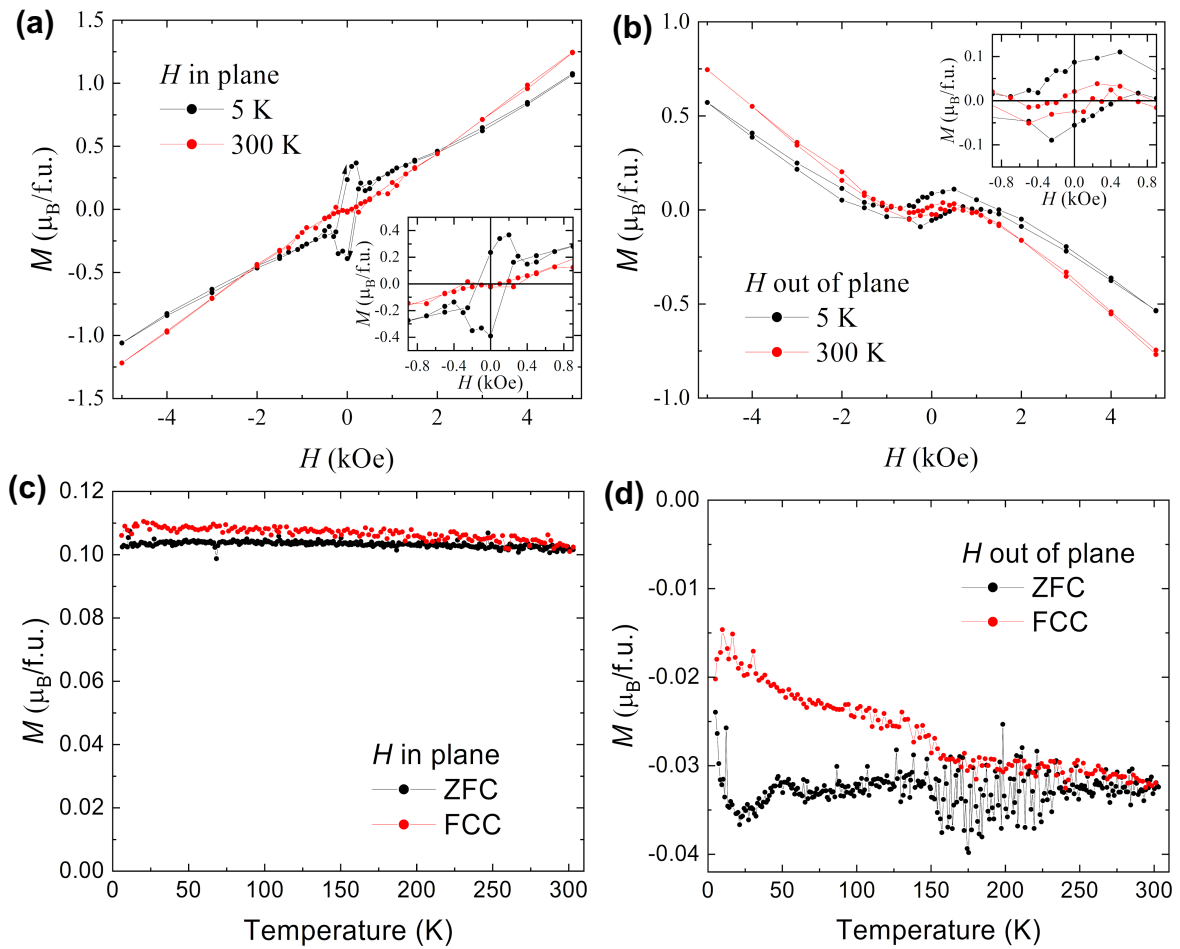 (a)
1.5
1.0
0.5
0.0
-0.5
-1.0
-1.5
M (μB/f.u.)
H in plane
5 K
300 K
-4 -2 0 2 4
H (kOe)
0.4
0.2
0.0
-0.2
-0.4
M (μB/f.u.)
-0.8 -0.4 0.0 0.4 0.8
H (kOe)
(b)
1.0
0.5
0.0
-0.5
-1.0
M (μB/f.u.)
0.1
0.0
-0.1
M (μB/f.u.)
-0.8 -0.4 0.0 0.4 0.8
H (kOe)
H out of plane
5 K
300 K
-4 -2 0 2 4
H (kOe)
(c)
0.12
0.10
0.08
0.06
0.04
0.02
0.00
M (μB/f.u.)
H in plane
ZFC
FCC
0 50 100 150 200 250 300
Temperature (K)
(d)
0.00
-0.01
-0.02
-0.03
-0.04
M (μB/f.u.)
H out of plane
ZFC
FCC
0 50 100 150 200 250 300
Temperature (K)